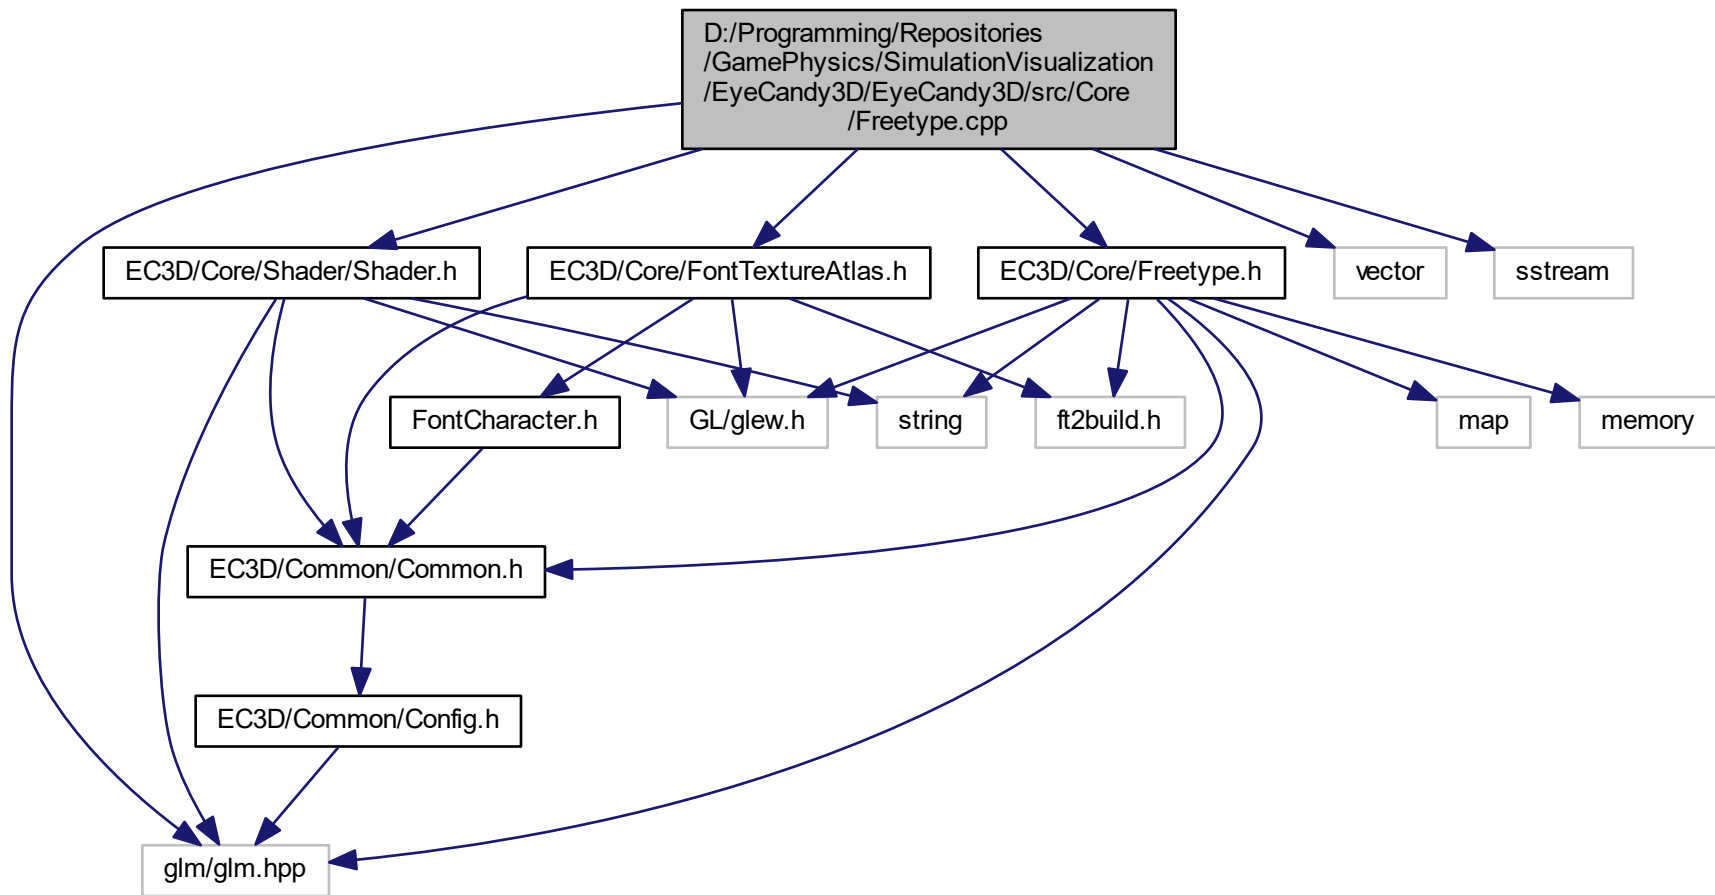 D:/Programming/Repositories
/GamePhysics/SimulationVisualization
/EyeCandy3D/EyeCandy3D/src/Core
/Freetype.cpp
EC3D/Core/Shader/Shader.h
EC3D/Core/FontTextureAtlas.h
EC3D/Core/Freetype.h
vector
sstream
FontCharacter.h
GL/glew.h
string
ft2build.h
map
memory
EC3D/Common/Common.h
EC3D/Common/Config.h
glm/glm.hpp